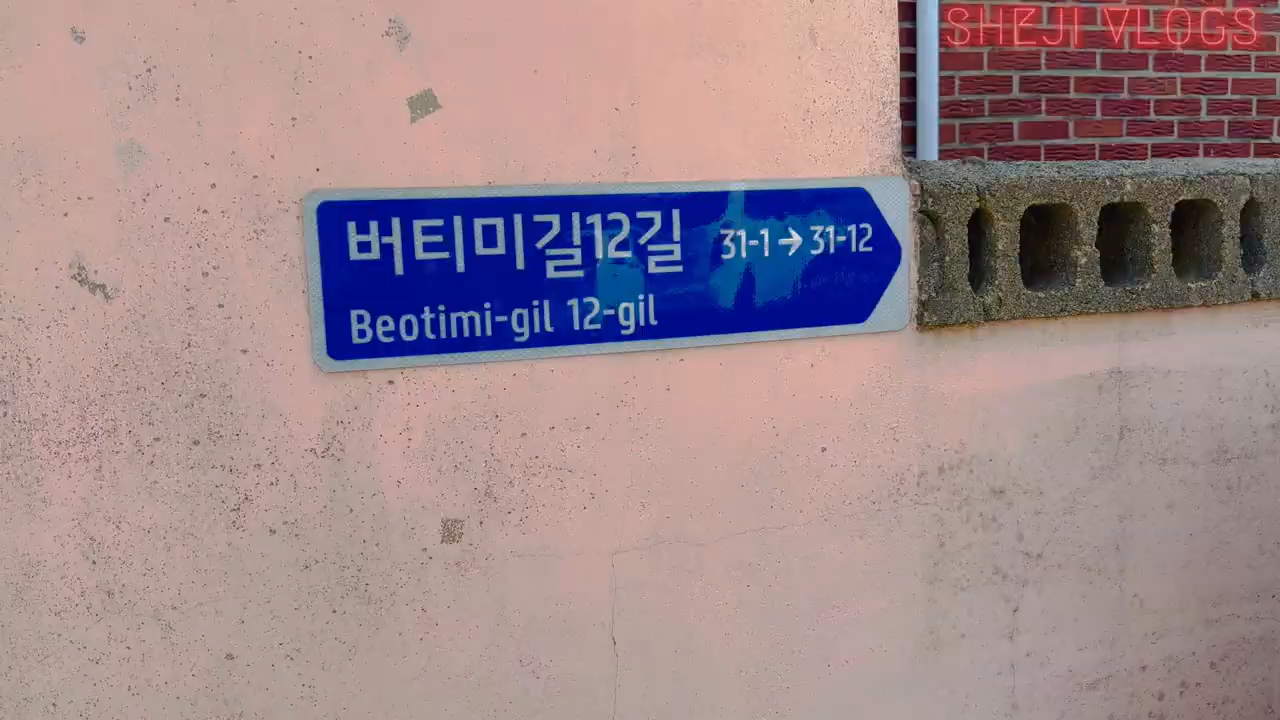 SHEJI VLOGS
버티미길12길 31-1 → 31-12
Beotimi-gil 12-gil